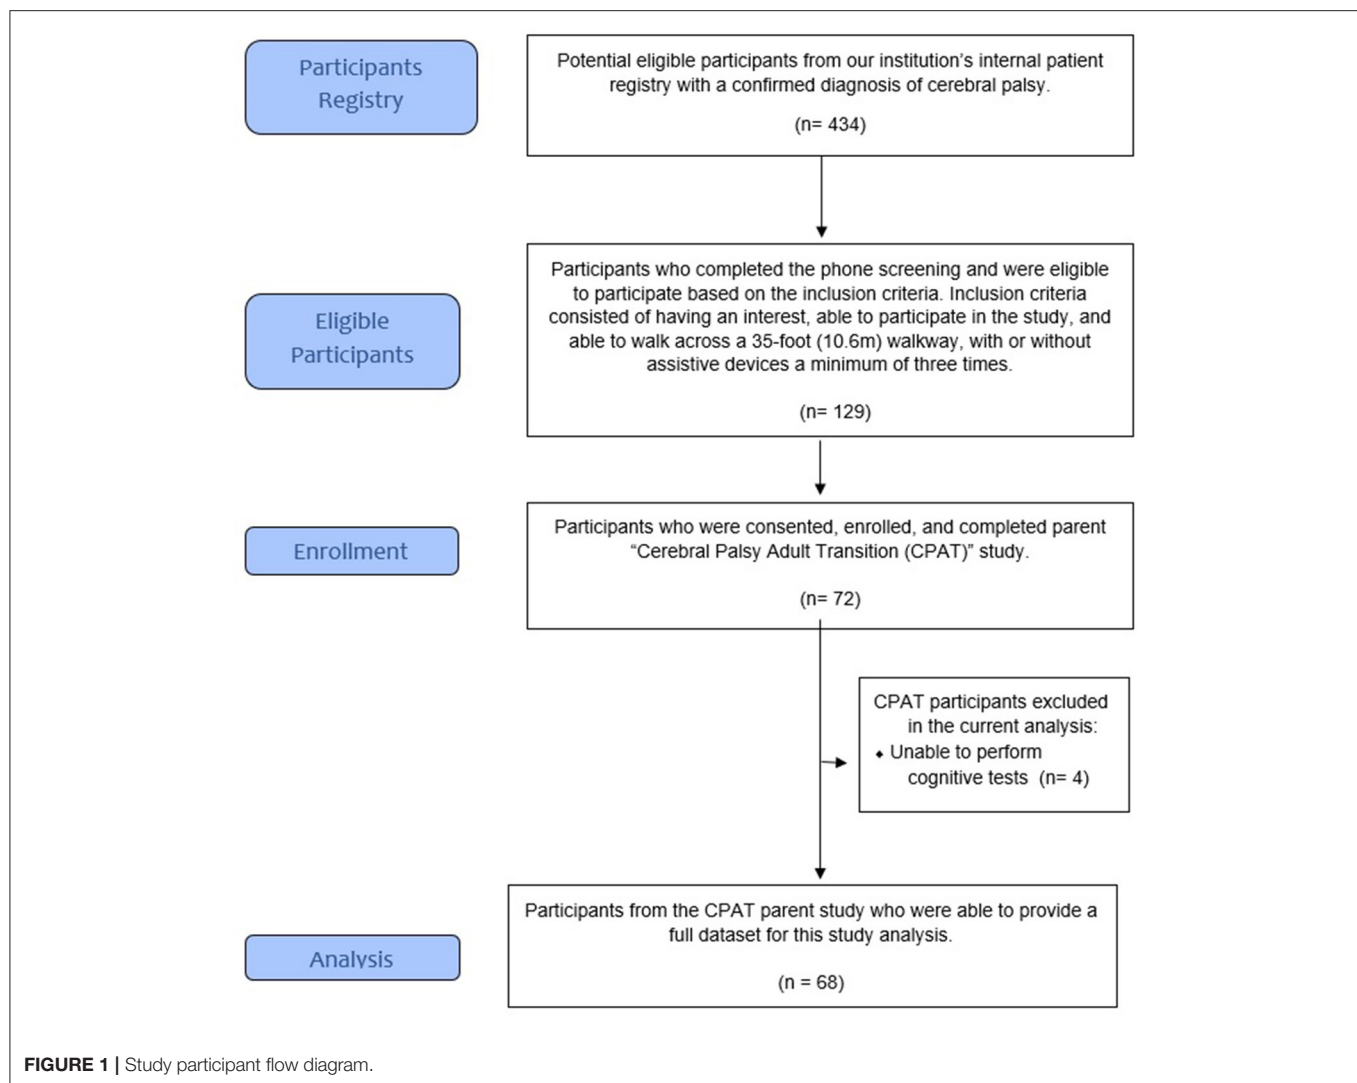 Participants
Registry
Potential eligible participants from our institution's internal patient
registry with a confirmed diagnosis of cerebral palsy.
(n= 434)
Eligible
Participants
Participants who completed the phone screening and were eligible
to participate based on the inclusion criteria. Inclusion criteria
consisted of having an interest, able to participate in the study, and
able to walk across a 35-foot (10.6m) walkway, with or without
assistive devices a minimum of three times.
(n= 129)
Enrollment
Participants who were consented, enrolled, and completed parent
“Cerebral Palsy Adult Transition (CPAT)” study.
(n= 72)
CPAT participants excluded
in the current analysis:
⬥ Unable to perform
cognitive tests (n= 4)
Analysis
Participants from the CPAT parent study who were able to provide a
full dataset for this study analysis.
(n = 68)
FIGURE 1 | Study participant flow diagram.